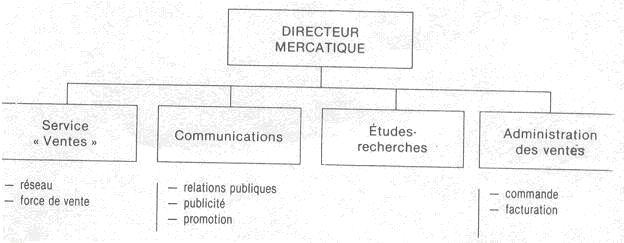 DIRECTEUR
MERCATIQUE
Service
« Ventes »
Communications
Études-
recherches
Administration
des ventes
— réseau
— force de vente
— relations publiques
— publicité
— promotion
— commande
— facturation